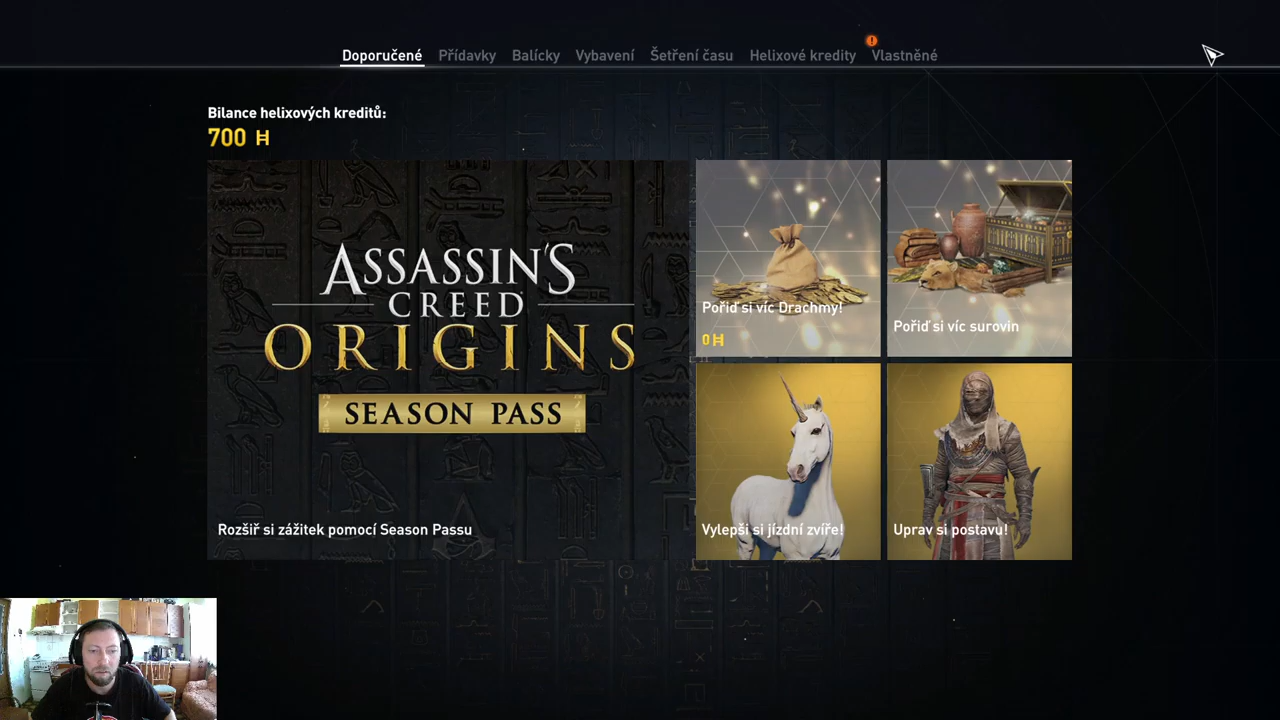 Doporučené Přídavky Balícky Vybavení Šetření času Helixové kredity Vlastněné
Bilance helixových kreditů:
700 H
ASSASSIN'S
CREED
ORIGINS
SEASON PASS
Rozšiř si zážitek pomocí Season Passu
Pořiď si víc Drachmy!
0 H
Pořiď si víc surovin
Vylepši si jízdní zvíře!
Uprav si postavu!